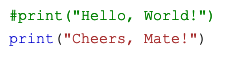 #print("Hello, World!")
print("Cheers, Mate!")